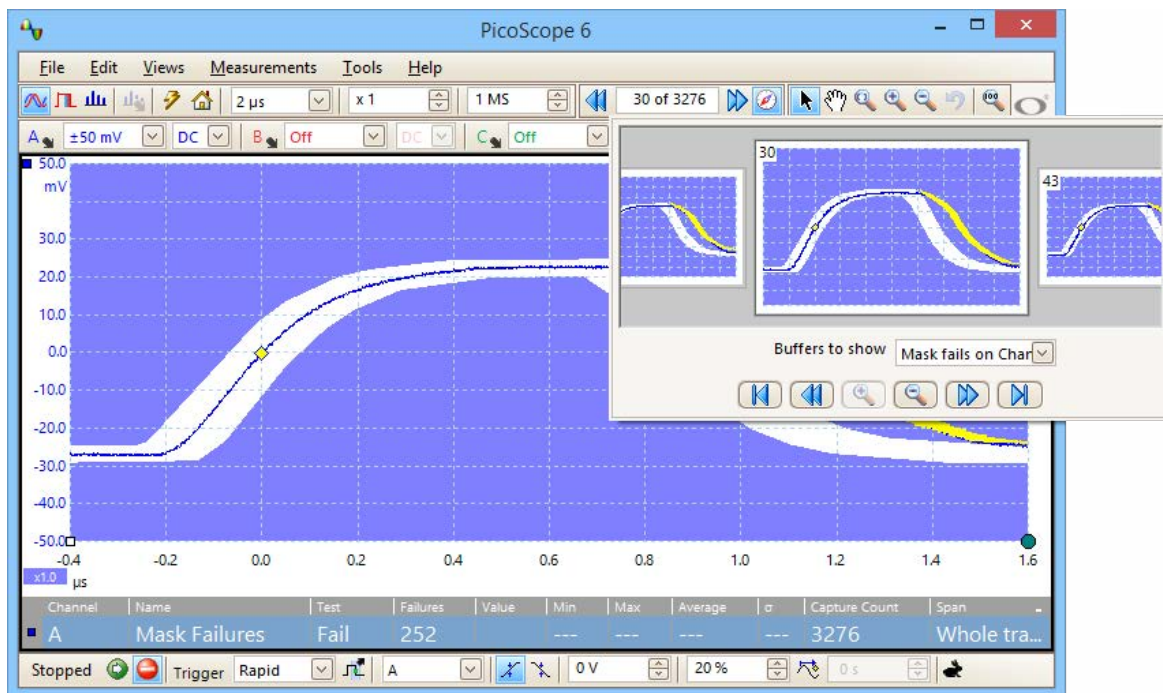 PicoScope 6
File Edit Views Measurements Tools Help
2 µs x 1 1 MS 30 of 3276
A ±50 mV DC B Off DC C Off
50.0
mV
30.0
20.0
10.0
0.0
-10.0
-20.0
-30.0
-40.0
-50.0
-0.4 -0.2 0.0 0.2 0.4 0.6 0.8 1.0 1.2 1.4 1.6
x1.0 µs
30
43
Buffers to show Mask fails on Chan
Channel Name Test Failures Value Min Max Average σ Capture Count Span
A Mask Failures Fail 252 --- --- --- --- 3276 Whole tra...
Stopped Trigger Rapid A 0 V 20 % 0 s